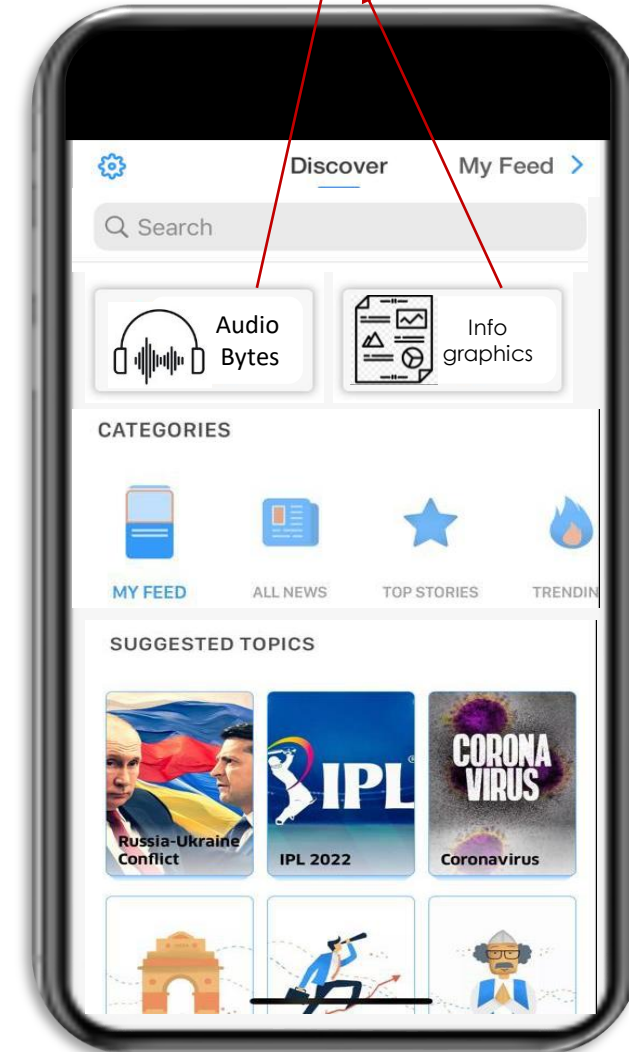 Discover My Feed
Search
Audio
Bytes
Info
graphics
CATEGORIES
MY FEED ALL NEWS TOP STORIES TRENDIN
SUGGESTED TOPICS
Russia-Ukraine
Conflict
IPL
IPL 2022
CORONA
VIRUS
Coronavirus